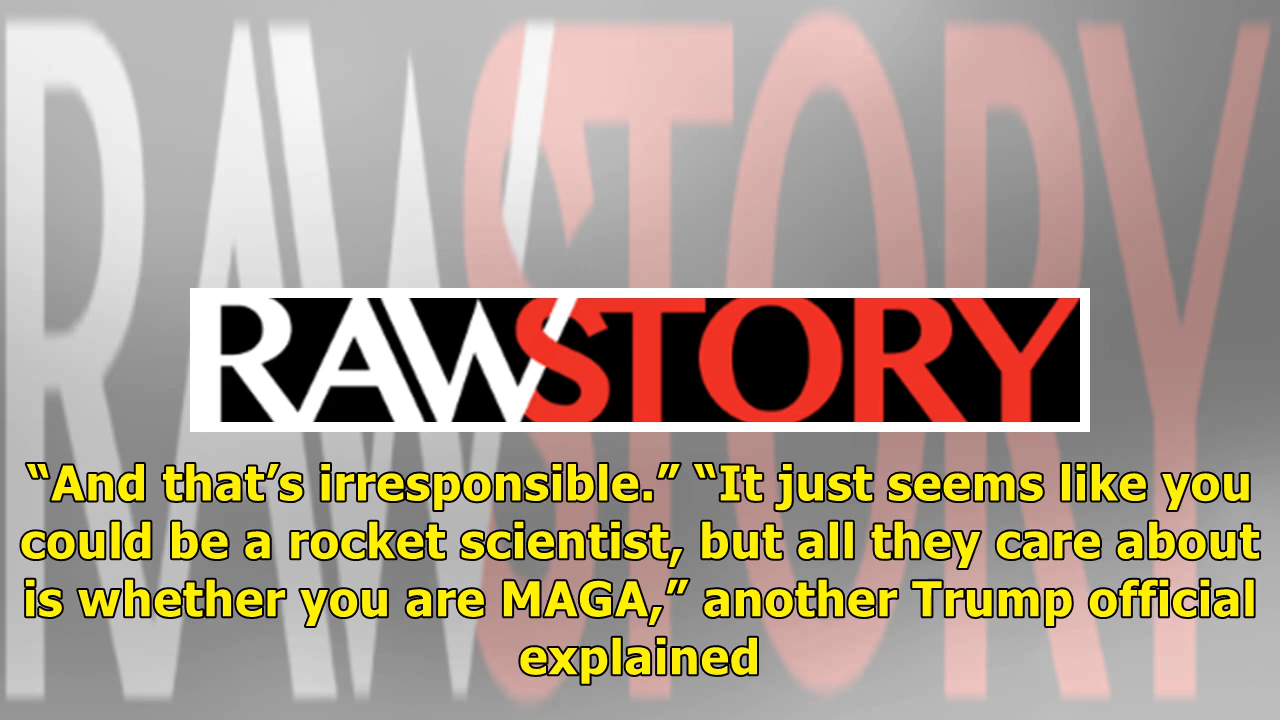 RAWSTORY
RAWSTORY
“And that’s irresponsible.” “It just seems like you
could be a rocket scientist, but all they care about
is whether you are MAGA,” another Trump official
explained